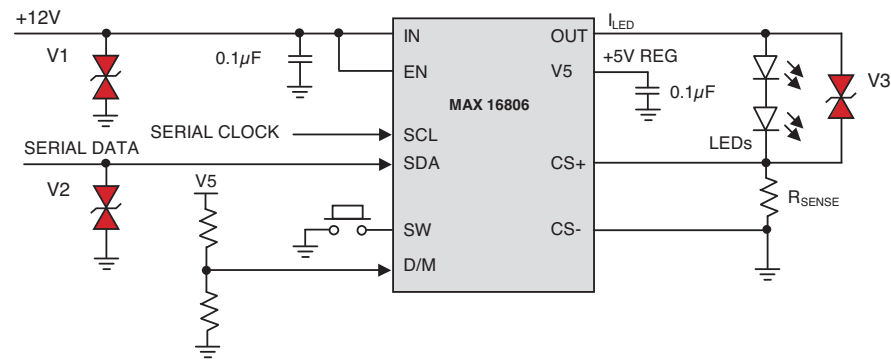 +12V
V1
0.1µF
IN
EN
OUT
I_LED
+5V REG
V5
0.1µF
V3
MAX 16806
SERIAL CLOCK
SCL
SERIAL DATA
SDA
CS+
LEDs
V2
V5
R_SENSE
SW
CS-
D/M